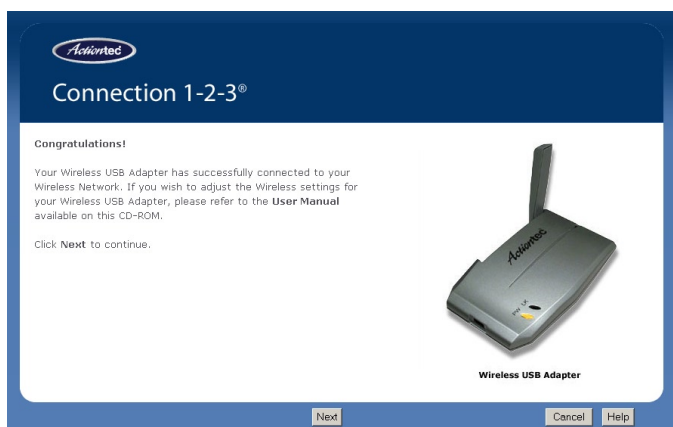 Actiontec
Connection 1-2-3®
Congratulations!
Your Wireless USB Adapter has successfully connected to your
Wireless Network. If you wish to adjust the Wireless settings for
your Wireless USB Adapter, please refer to the User Manual
available on this CD-ROM.
Click Next to continue.
Actiontec
PW LK
Wireless USB Adapter
Next
Cancel
Help